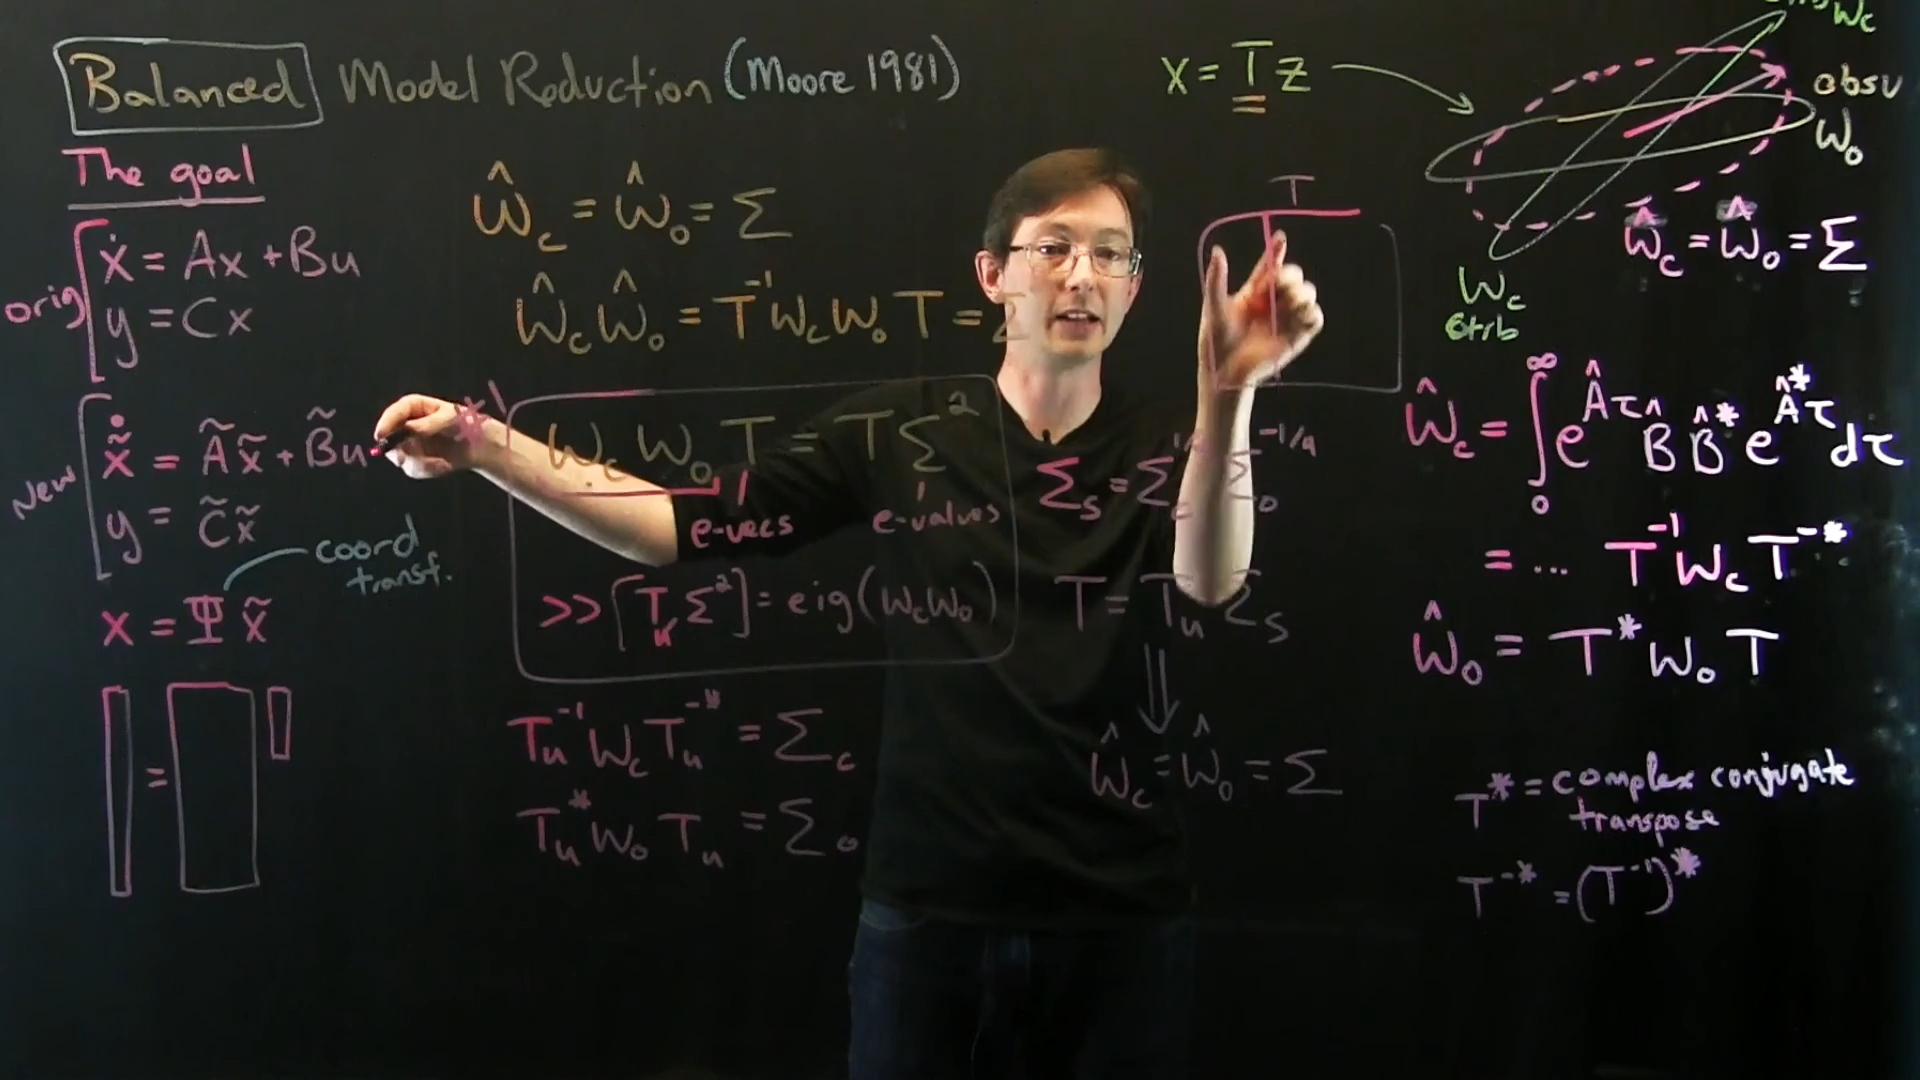 Balanced Model Reduction (Moore 1981)
The goal
orig
ẋ = Ax + Bu
y = Cx
New
x̃̇ = Ãx̃ + B̃u
y = C̃x̃
coord transf.
x = Ψ x̃
=
Ŵc = Ŵo = Σ
ŴcŴo = T⁻¹WcWoT =
*
WcWoT = TΣ²
e-vecs
e-values
>> [Tu Σ²] = eig(WcWo)
Tu⁻¹WcTu⁻* = Σc
Tu*WoTu = Σo
x = Tz
T
Σs = Σc Σo^(-1/4)
T = TuΣs
⇓
Ŵc = Ŵo = Σ
Wc
obsv
Wo
Ŵc = Ŵo = Σ
Wc
ctrb
Ŵc = ∫₀^∞ e^(Âτ) B̂ B̂* e^(Â*τ) dτ
= ... T⁻¹WcT⁻*
Ŵo = T*WoT
T* = complex conjugate
transpose
T⁻* = (T⁻¹)*